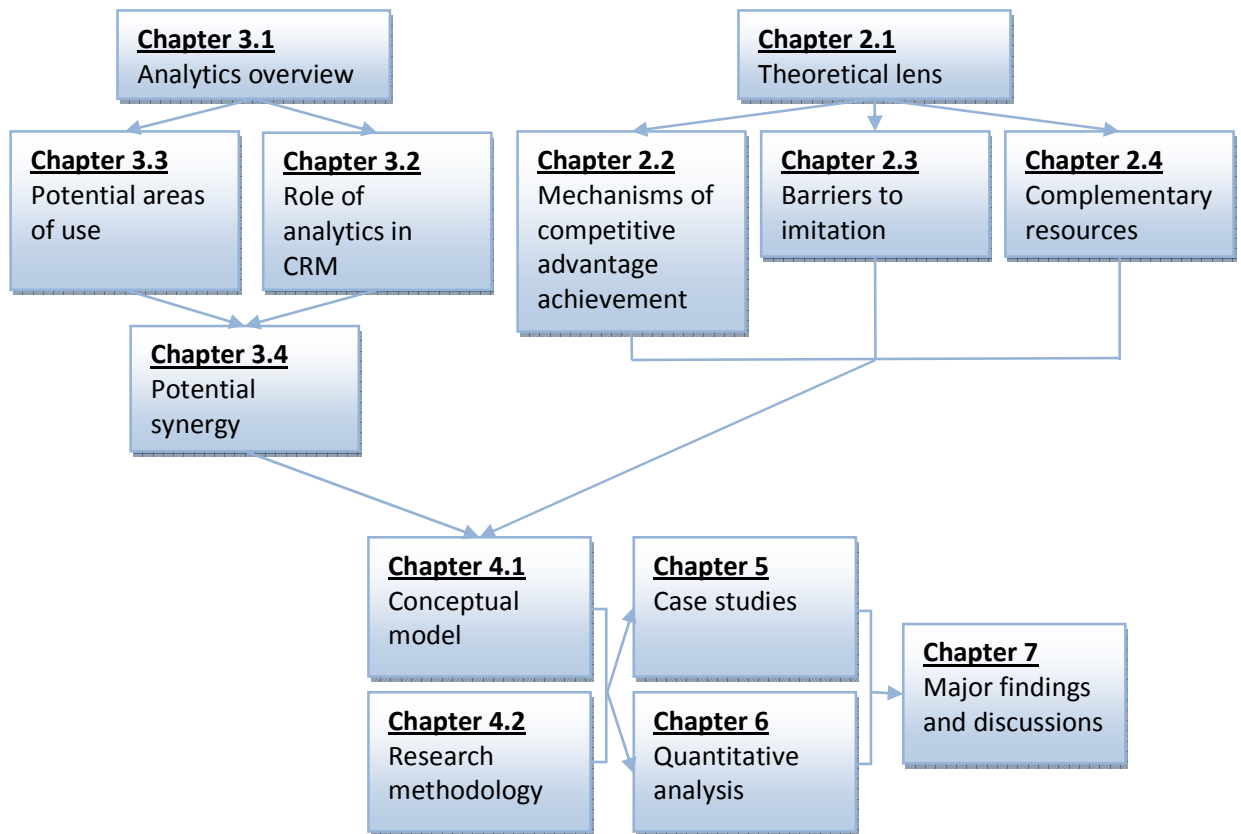 Chapter 3.1
Analytics overview
Chapter 2.1
Theoretical lens
Chapter 3.3
Potential areas
of use
Chapter 3.2
Role of
analytics in
CRM
Chapter 2.2
Mechanisms of
competitive
advantage
achievement
Chapter 2.3
Barriers to
imitation
Chapter 2.4
Complementary
resources
Chapter 3.4
Potential
synergy
Chapter 4.1
Conceptual
model
Chapter 5
Case studies
Chapter 4.2
Research
methodology
Chapter 6
Quantitative
analysis
Chapter 7
Major findings
and discussions